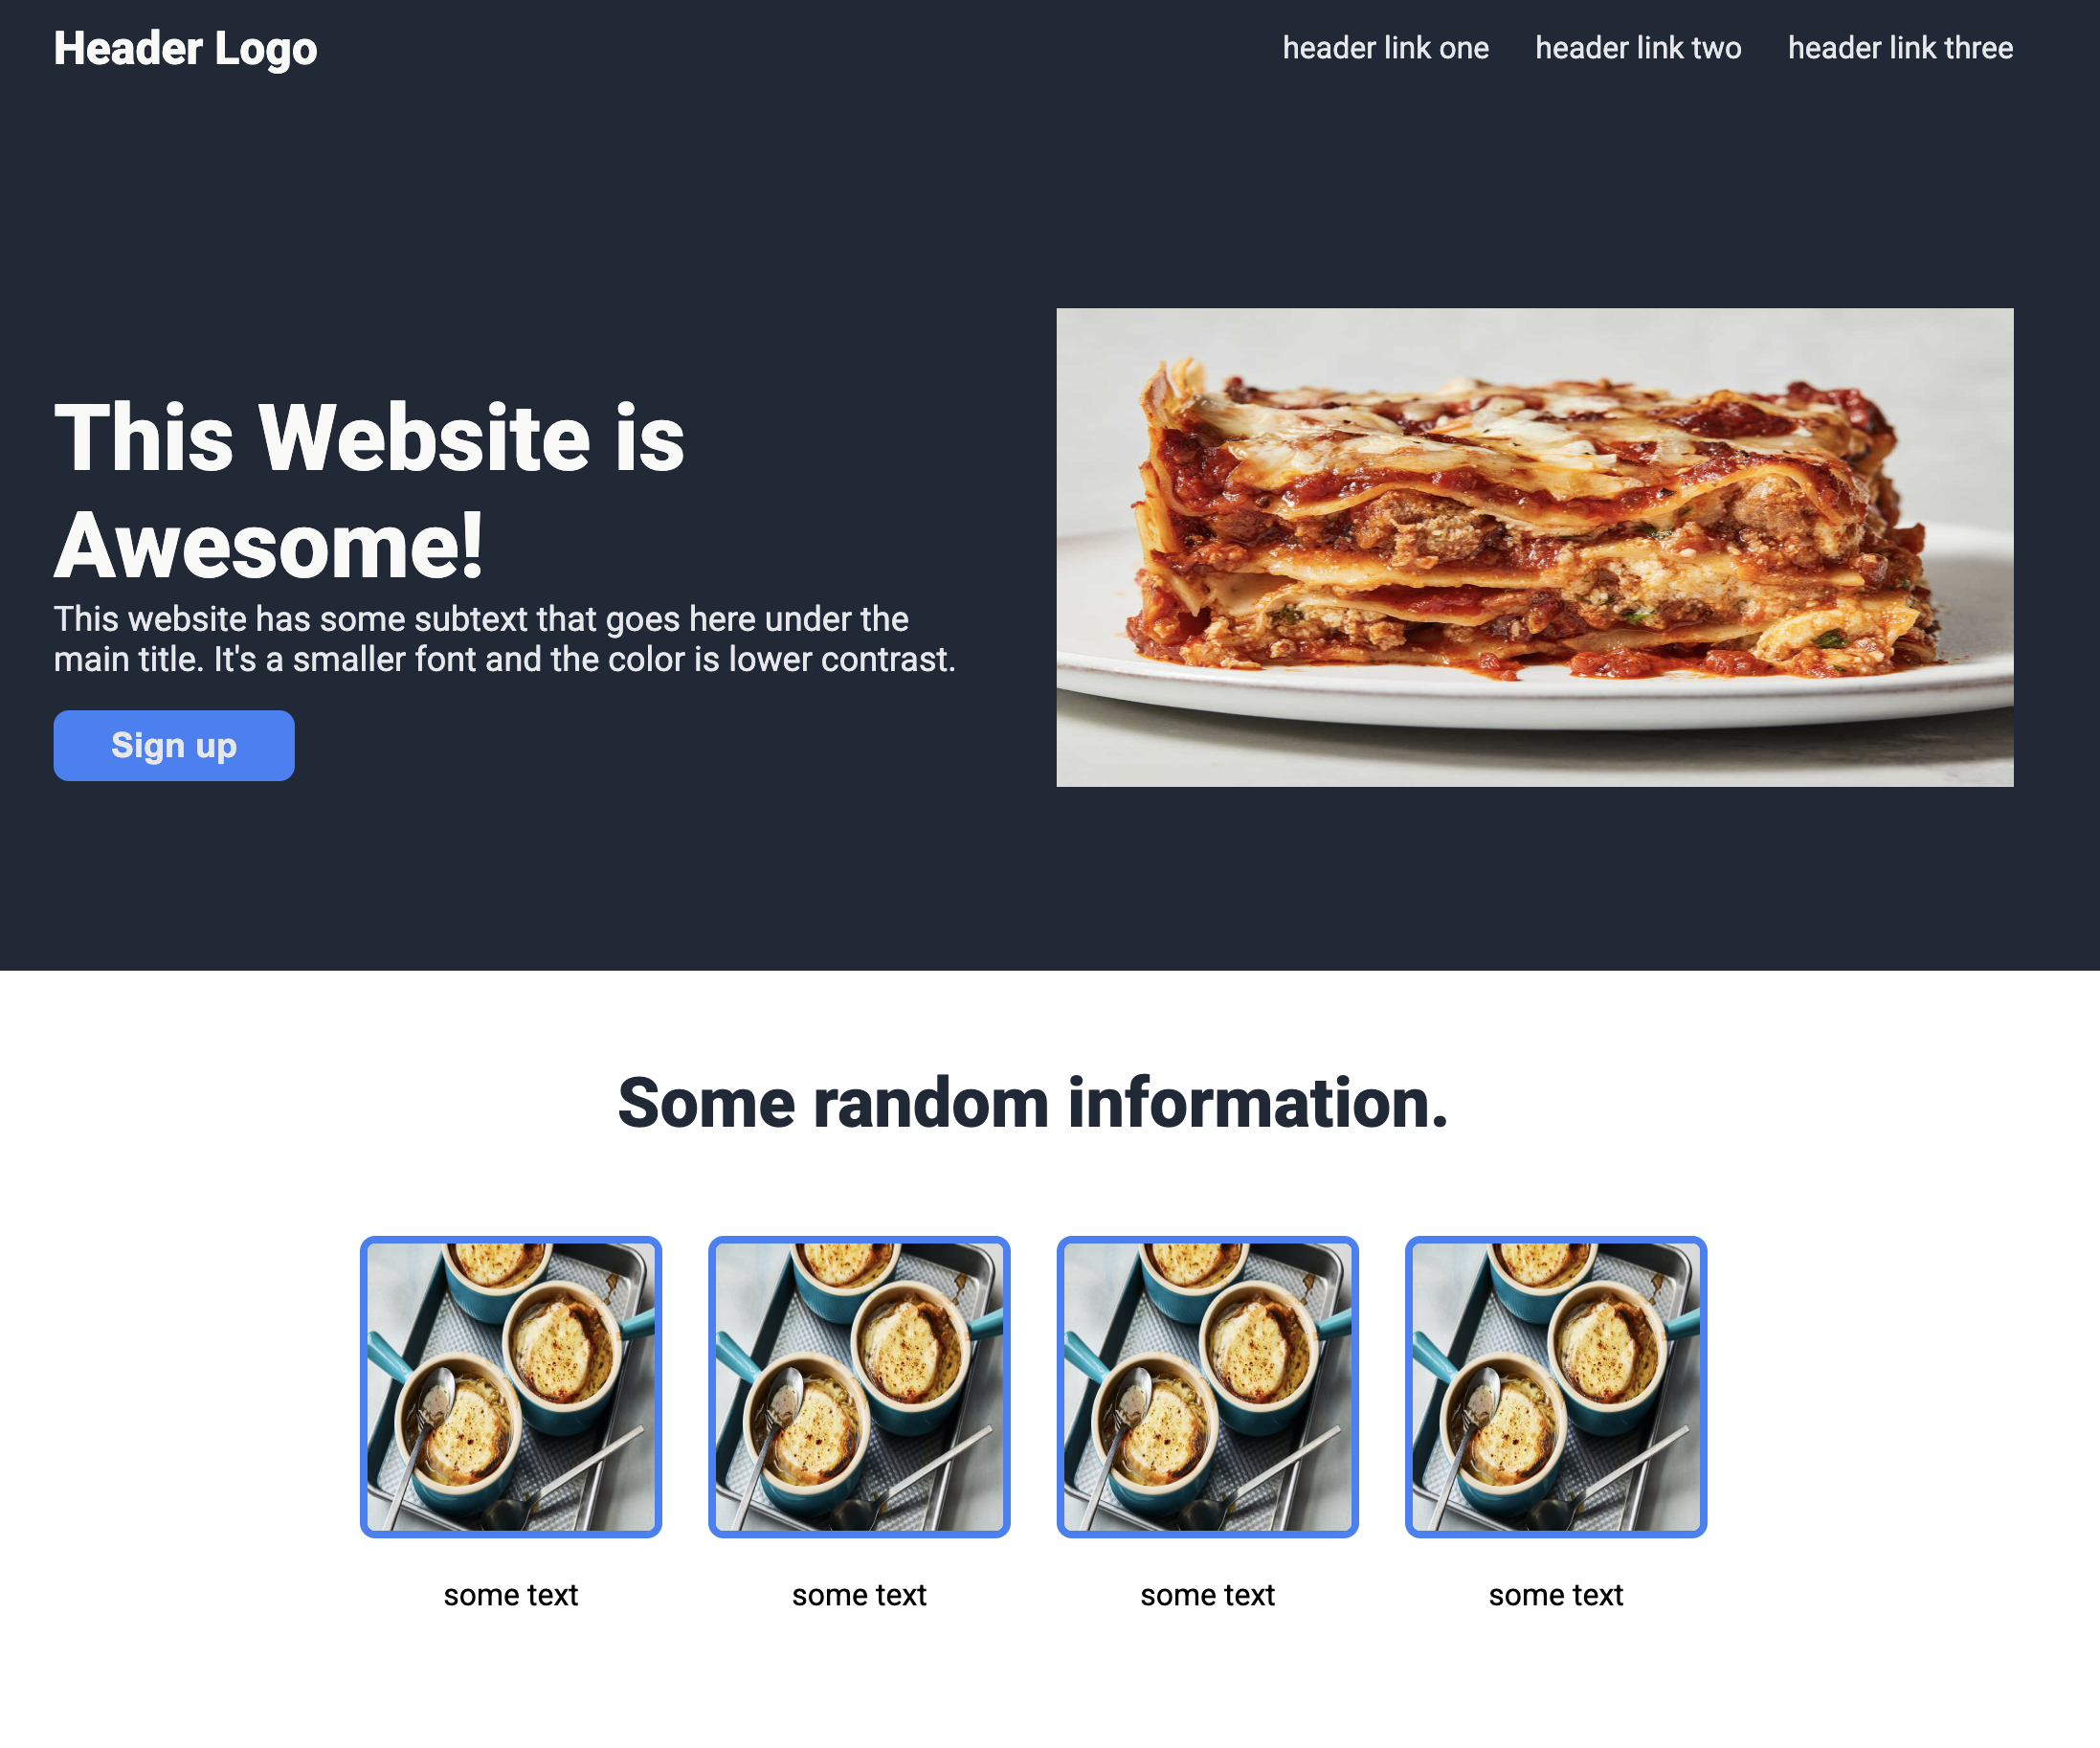 Header Logo
header link one
header link two
header link three
This Website is
Awesome!
This website has some subtext that goes here under the
main title. It's a smaller font and the color is lower contrast.
Sign up
Some random information.
some text
some text
some text
some text